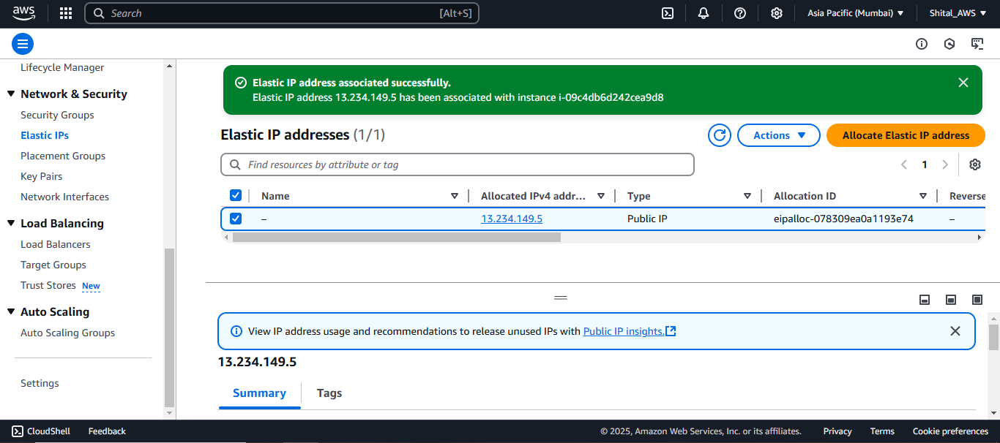 aws
Search [Alt+S]
Asia Pacific (Mumbai) Shital_AWS
Lifecycle Manager
Network & Security
Security Groups
Elastic IPs
Placement Groups
Key Pairs
Network Interfaces
Load Balancing
Load Balancers
Target Groups
Trust Stores New
Auto Scaling
Auto Scaling Groups
Settings
Elastic IP address associated successfully.
Elastic IP address 13.234.149.5 has been associated with instance i-09c4db6d242cea9d8
Elastic IP addresses (1/1)
Actions
Allocate Elastic IP address
Find resources by attribute or tag
1
Name Allocated IPv4 addr... Type Allocation ID Reverse
– 13.234.149.5 Public IP eipalloc-078309ea0a1193e74 –
View IP address usage and recommendations to release unused IPs with Public IP insights.
13.234.149.5
Summary Tags
CloudShell Feedback © 2025, Amazon Web Services, Inc. or its affiliates. Privacy Terms Cookie preferences